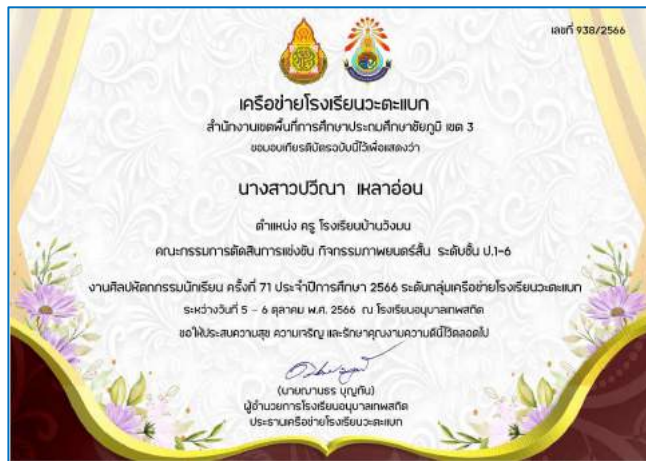 เลขที่ 938/2566
เครือข่ายโรงเรียนวะตะแบก
สำนักงานเขตพื้นที่การศึกษาประถมศึกษาชัยภูมิ เขต 3
ขอมอบเกียรติบัตรฉบับนี้ไว้เพื่อแสดงว่า
นางสาวปวีณา เหลาอ่อน
ตำแหน่ง ครู โรงเรียนบ้านวังมน
คณะกรรมการตัดสินการแข่งขัน กิจกรรมภาพยนตร์สั้น ระดับชั้น ป.1-6
งานศิลปหัตถกรรมนักเรียน ครั้งที่ 71 ประจำปีการศึกษา 2566 ระดับกลุ่มเครือข่ายโรงเรียนวะตะแบก
ระหว่างวันที่ 5 - 6 ตุลาคม พ.ศ. 2566 ณ โรงเรียนอนุบาลเทพสถิต
ขอให้ประสบความสุข ความเจริญ และรักษาคุณงามความดีนี้ไว้ตลอดไป
(นายฌานธร บุญทัน)
ผู้อำนวยการโรงเรียนอนุบาลเทพสถิต
ประธานเครือข่ายโรงเรียนวะตะแบก